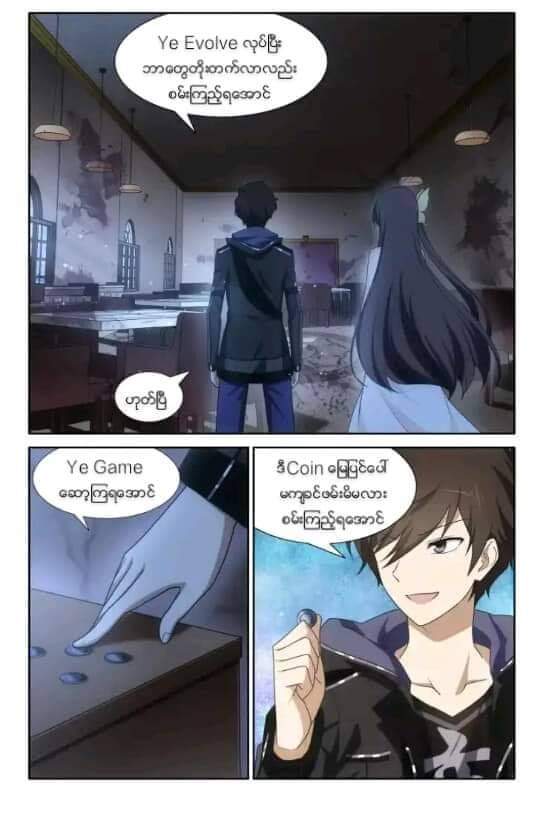 Ye Evolve လုပ်ပြီး
ဘာတွေတိုးတက်လာလည်း
စမ်းကြည့်ရအောင်
ဟုတ်ပြီ
Ye Game
ဆော့ကြရအောင်
ဒီCoin မြေပြင်ပေါ်
မကျခင်ဖမ်းမိမလား
စမ်းကြည့်ရအောင်